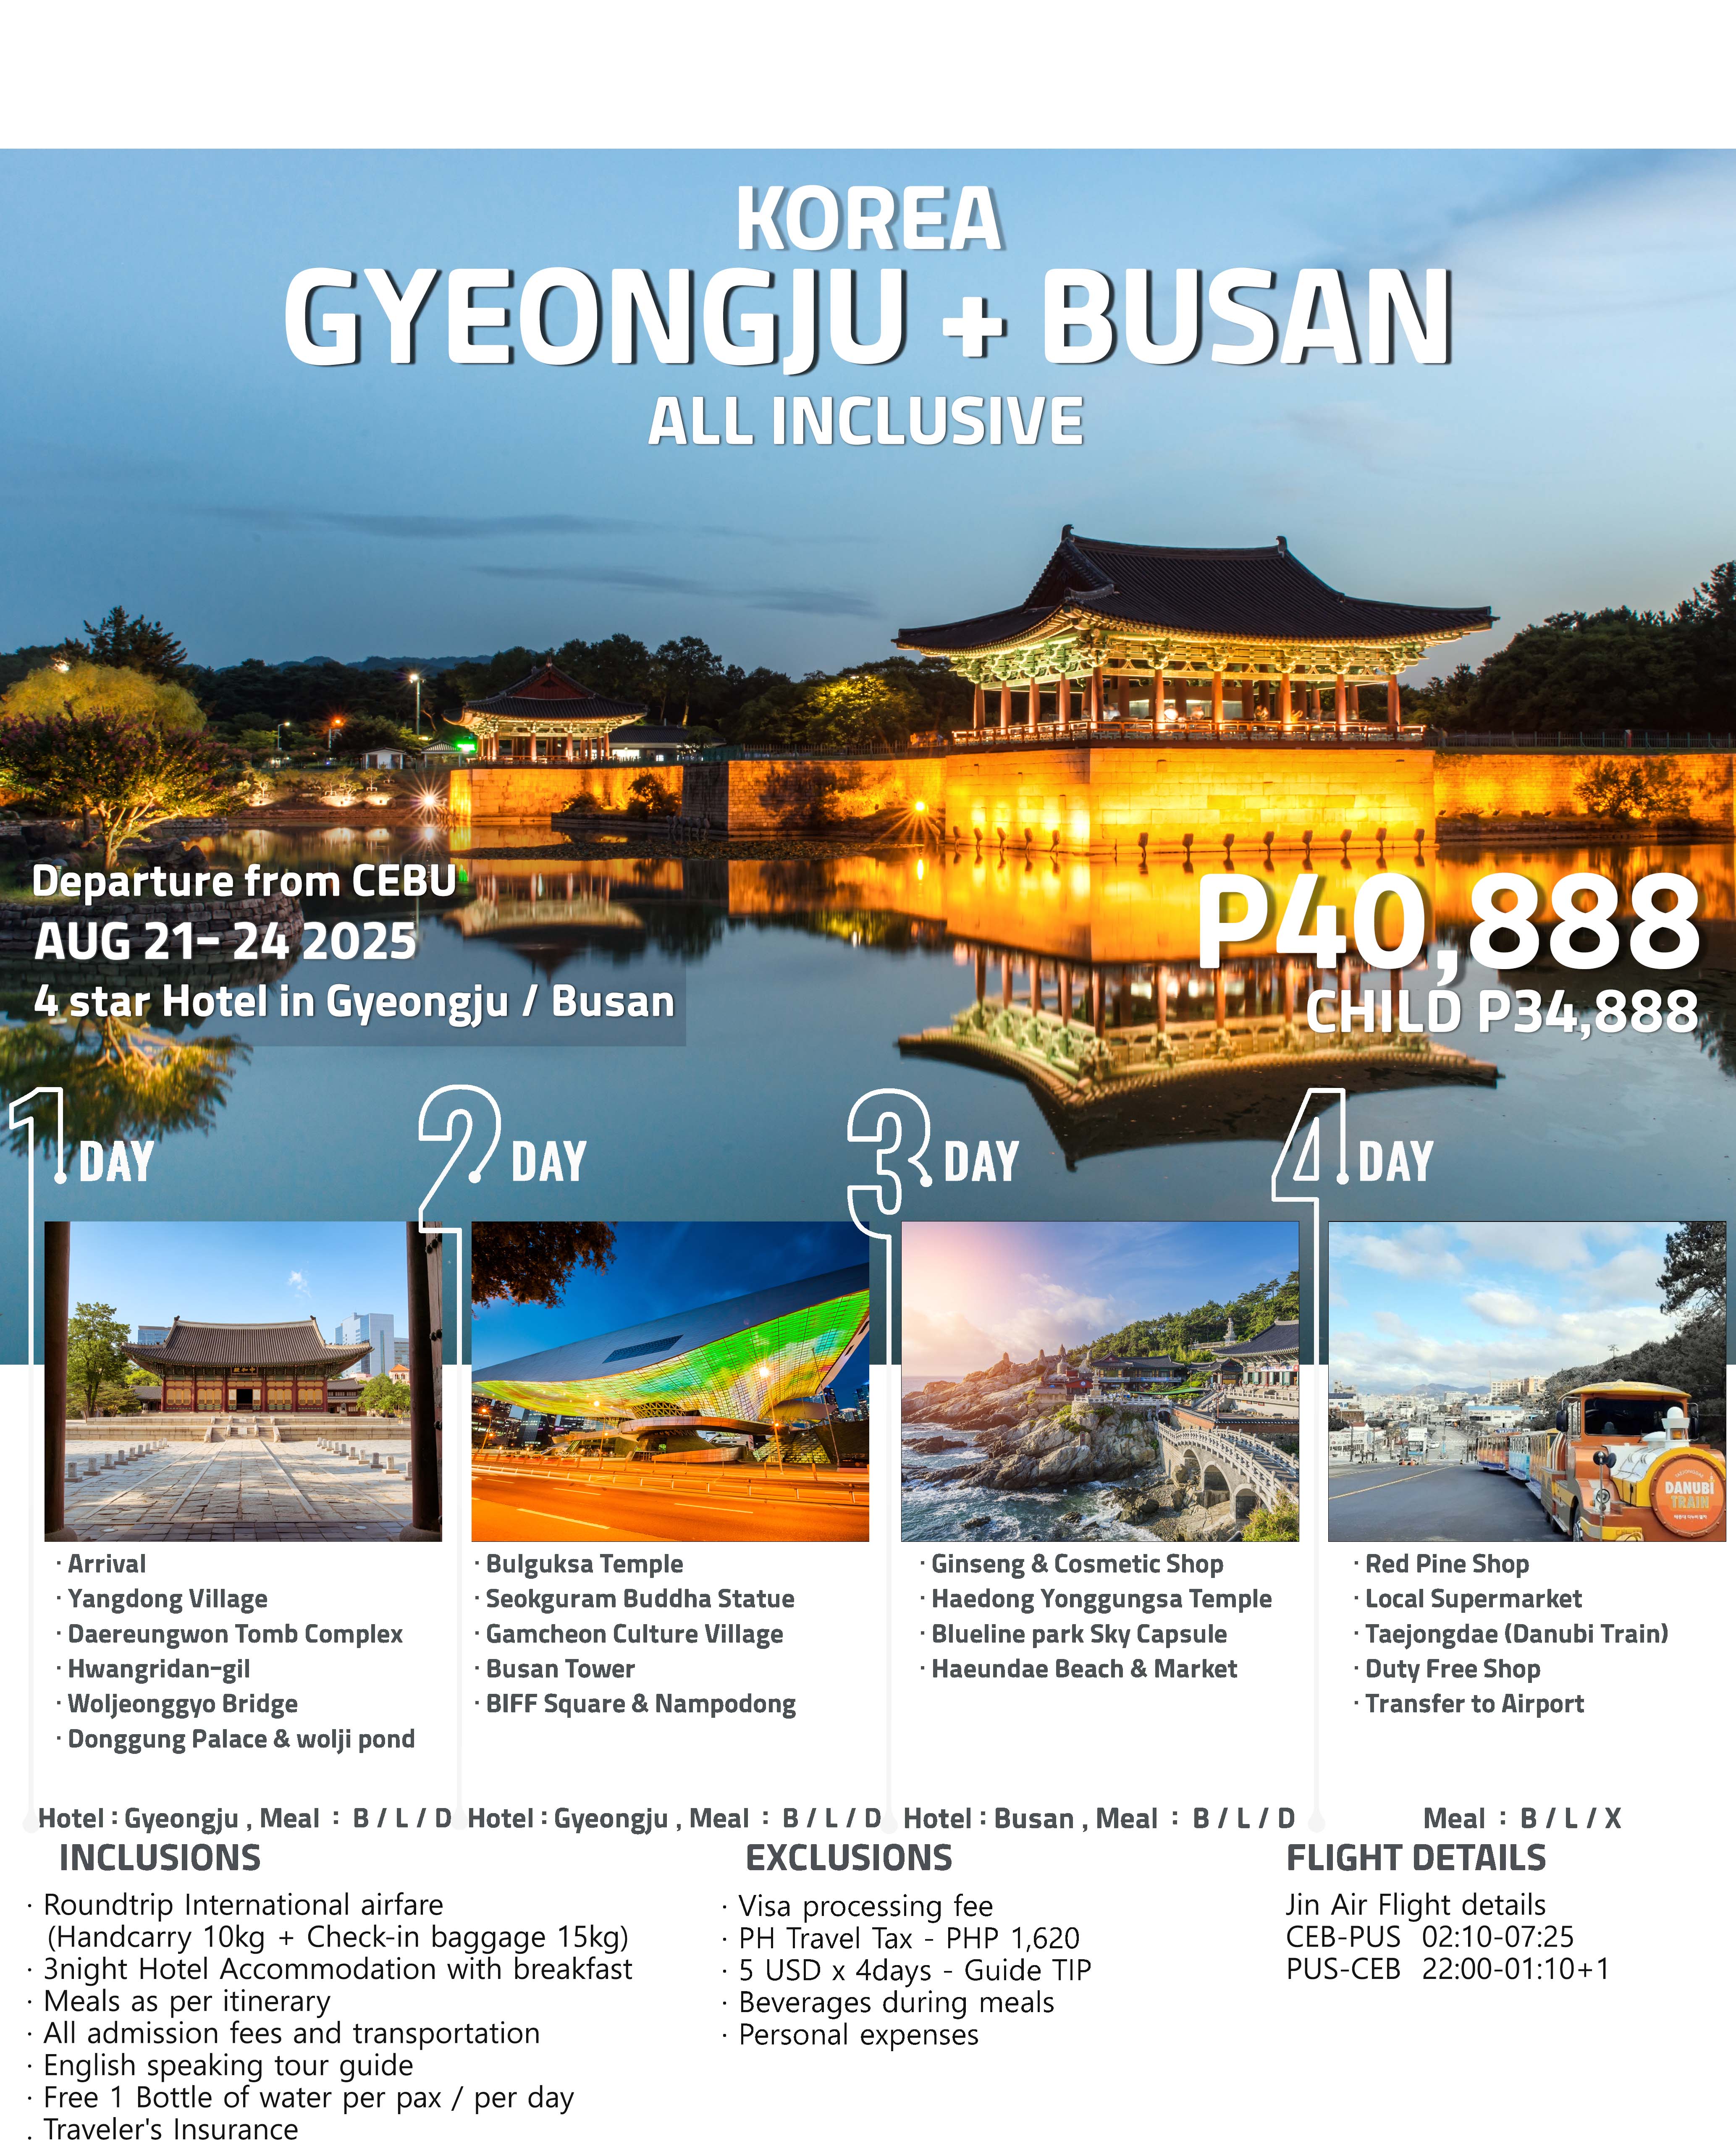 KOREA
GYEONGJU + BUSAN
ALL INCLUSIVE
Departure from CEBU
AUG 21- 24 2025
4 star Hotel in Gyeongju / Busan
P40,888
CHILD P34,888
1 DAY
2 DAY
3 DAY
4 DAY
DANUBI
TRAIN
· Arrival
· Yangdong Village
· Daereungwon Tomb Complex
· Hwangridan-gil
· Woljeonggyo Bridge
· Donggung Palace & wolji pond
Hotel : Gyeongju , Meal : B / L / D
· Bulguksa Temple
· Seokguram Buddha Statue
· Gamcheon Culture Village
· Busan Tower
· BIFF Square & Nampodong
Hotel : Gyeongju , Meal : B / L / D
· Ginseng & Cosmetic Shop
· Haedong Yonggungsa Temple
· Blueline park Sky Capsule
· Haeundae Beach & Market
Hotel : Busan , Meal : B / L / D
· Red Pine Shop
· Local Supermarket
· Taejongdae (Danubi Train)
· Duty Free Shop
· Transfer to Airport
Meal : B / L / X
INCLUSIONS
· Roundtrip International airfare
(Handcarry 10kg + Check-in baggage 15kg)
· 3night Hotel Accommodation with breakfast
· Meals as per itinerary
· All admission fees and transportation
· English speaking tour guide
· Free 1 Bottle of water per pax / per day
. Traveler's Insurance
EXCLUSIONS
· Visa processing fee
· PH Travel Tax - PHP 1,620
· 5 USD x 4days - Guide TIP
· Beverages during meals
· Personal expenses
FLIGHT DETAILS
Jin Air Flight details
CEB-PUS 02:10-07:25
PUS-CEB 22:00-01:10+1